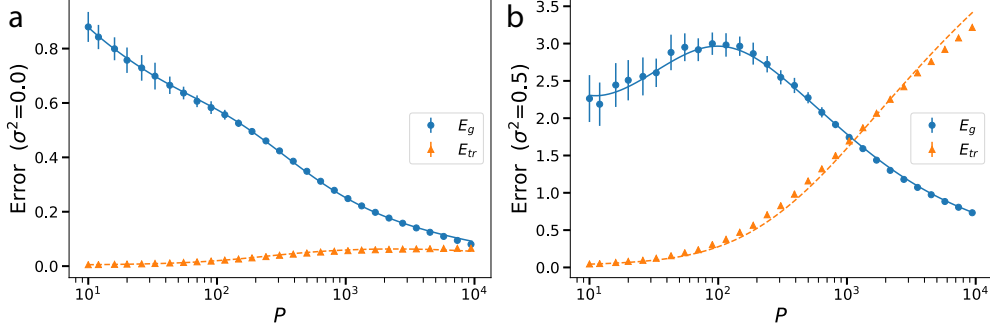 a
Error (σ²=0.0)
0.8
0.6
0.4
0.2
0.0
E_g
E_tr
10¹
10²
10³
10⁴
P
b
Error (σ²=0.5)
3.5
3.0
2.5
2.0
1.5
1.0
0.5
0.0
E_g
E_tr
10¹
10²
10³
10⁴
P